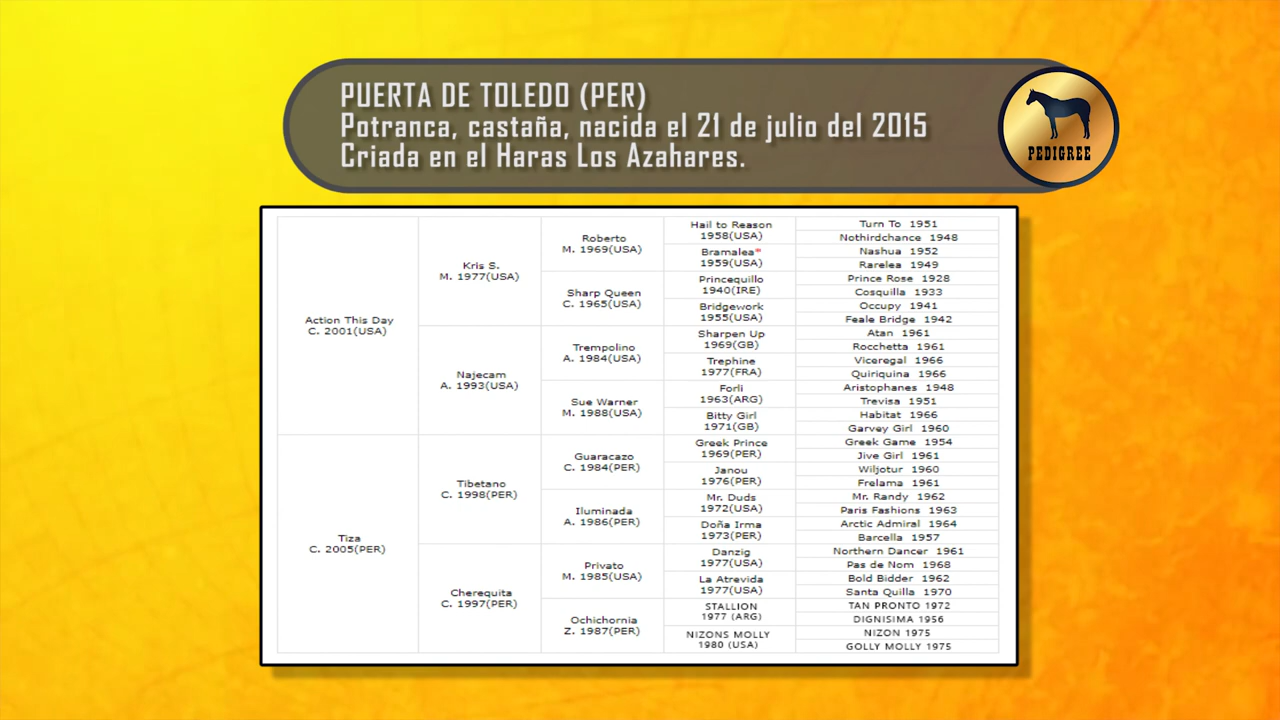 PUERTA DE TOLEDO (PER)
Potranca, castaña, nacida el 21 de julio del 2015
Criada en el Haras Los Azahares.
PEDIGREE
Action This Day
C. 2001(USA)
Kris S.
M. 1977(USA)
Roberto
M. 1969(USA)
Hail to Reason
1958(USA)
Turn To 1951
Nothirdchance 1948
Bramalea*
1959(USA)
Nashua 1952
Rarelea 1949
Sharp Queen
C. 1965(USA)
Princequillo
1940(IRE)
Prince Rose 1928
Cosquilla 1933
Bridgework
1955(USA)
Occupy 1941
Feale Bridge 1942
Najecam
A. 1993(USA)
Trempolino
A. 1984(USA)
Sharpen Up
1969(GB)
Atan 1961
Rocchetta 1961
Trephine
1977(FRA)
Viceregal 1966
Quiriquina 1966
Sue Warner
M. 1988(USA)
Forli
1963(ARG)
Aristophanes 1948
Trevisa 1951
Bitty Girl
1971(GB)
Habitat 1966
Garvey Girl 1960
Tiza
C. 2005(PER)
Tibetano
C. 1998(PER)
Guaracazo
C. 1984(PER)
Greek Prince
1969(PER)
Greek Game 1954
Jive Girl 1961
Janou
1976(PER)
Wiljotur 1960
Frelama 1961
Iluminada
A. 1986(PER)
Mr. Duds
1972(USA)
Mr. Randy 1962
Paris Fashions 1963
Doña Irma
1973(PER)
Arctic Admiral 1964
Barcella 1957
Cherequita
C. 1997(PER)
Privato
M. 1985(USA)
Danzig
1977(USA)
Northern Dancer 1961
Pas de Nom 1968
La Atrevida
1977(USA)
Bold Bidder 1962
Santa Quilla 1970
Ochichornia
Z. 1987(PER)
STALLION
1977 (ARG)
TAN PRONTO 1972
DIGNISIMA 1956
NIZONS MOLLY
1980 (USA)
NIZON 1975
GOLLY MOLLY 1975